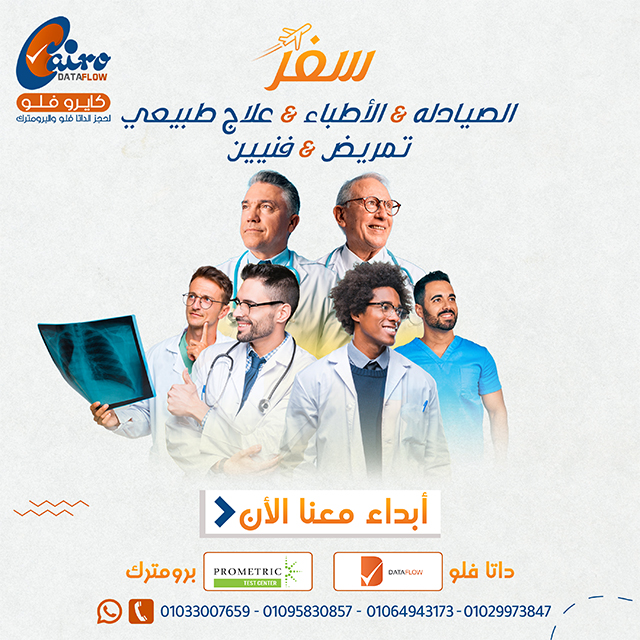 Cairo
DATAFLOW
كايرو فلو
لحجز الداتا فلو والبرومترك
سفر
الصيادله & الأطباء & علاج طبيعي
تمريض & فنيين
أبداء معنا الأن
داتا فلو
DATAFLOW
PROMETRIC
TEST CENTER
برومترك
01033007659 - 01095830857 - 01064943173 - 01029973847